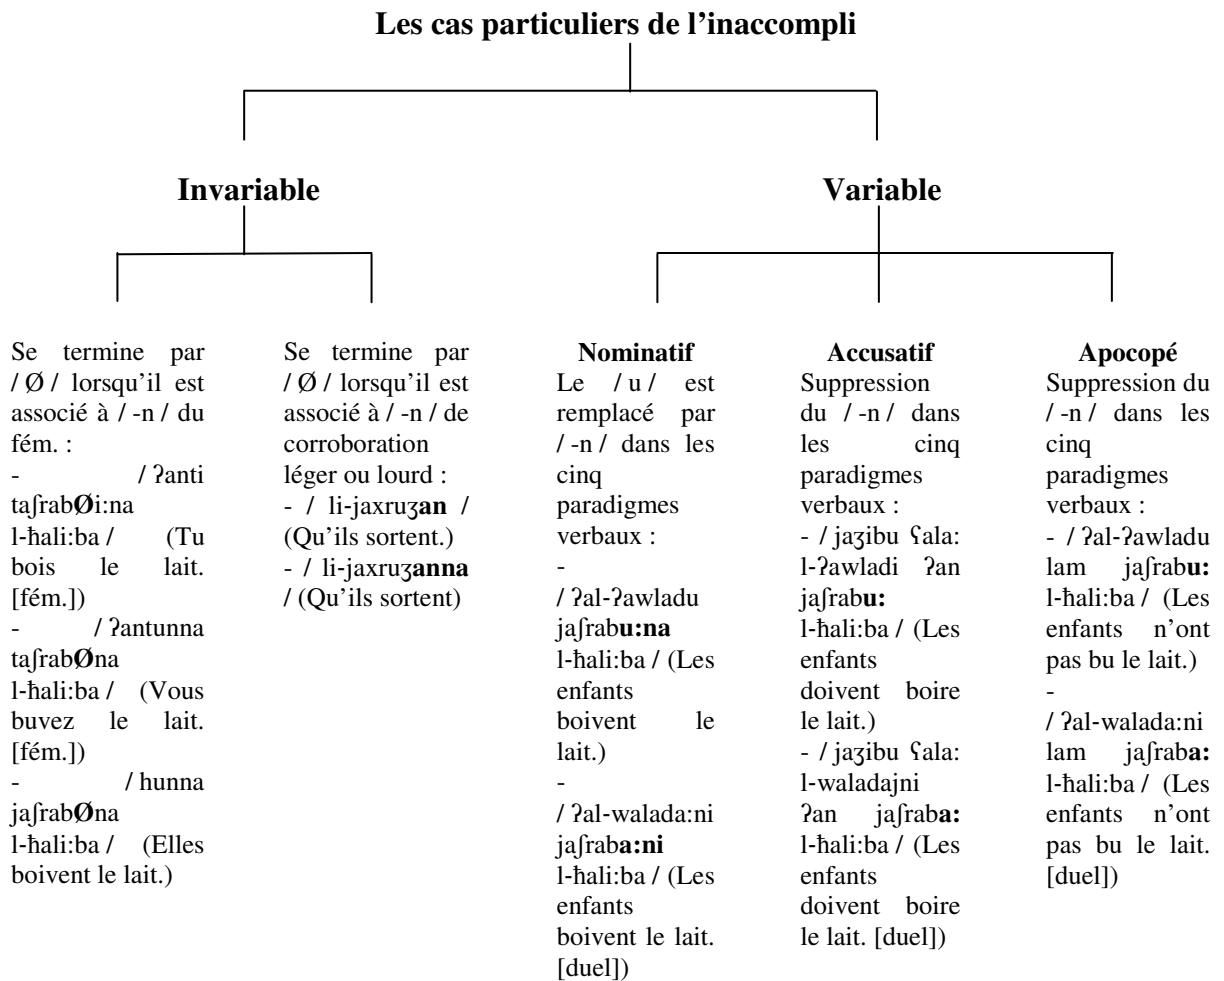 Les cas particuliers de l'inaccompli
Invariable
Variable
Se termine par
/ Ø / lorsqu'il est
associé à / -n / du
fém. :
- / ʔanti
taʃrabØi:na
l-ħali:ba / (Tu
bois le lait.
[fém.])
- / ʔantunna
taʃrabØna
l-ħali:ba / (Vous
buvez le lait.
[fém.])
- / hunna
jaʃrabØna
l-ħali:ba / (Elles
boivent le lait.)
Se termine par
/ Ø / lorsqu'il est
associé à / -n / de
corroboration
léger ou lourd :
- / li-jaxruʒan /
(Qu'ils sortent.)
- / li-jaxruʒanna
/ (Qu'ils sortent)
Nominatif
Le / u / est
remplacé par
/ -n / dans les
cinq
paradigmes
verbaux :
-
/ ʔal-ʔawladu
jaʃrabu:na
l-ħali:ba / (Les
enfants
boivent le
lait.)
-
/ ʔal-walada:ni
jaʃraba:ni
l-ħali:ba / (Les
enfants
boivent le lait.
[duel])
Accusatif
Suppression
du / -n / dans
les cinq
paradigmes
verbaux :
- / jaʒibu ʕala:
l-ʔawladi ʔan
jaʃrabu:
l-ħali:ba / (Les
enfants
doivent boire
le lait.)
- / jaʒibu ʕala:
l-waladajni
ʔan jaʃraba:
l-ħali:ba / (Les
enfants
doivent boire
le lait. [duel])
Apocopé
Suppression du
/ -n / dans les
cinq
paradigmes
verbaux :
- / ʔal-ʔawladu
lam jaʃrabu:
l-ħali:ba / (Les
enfants n'ont
pas bu le lait.)
-
/ ʔal-walada:ni
lam jaʃraba:
l-ħali:ba / (Les
enfants n'ont
pas bu le lait.
[duel])